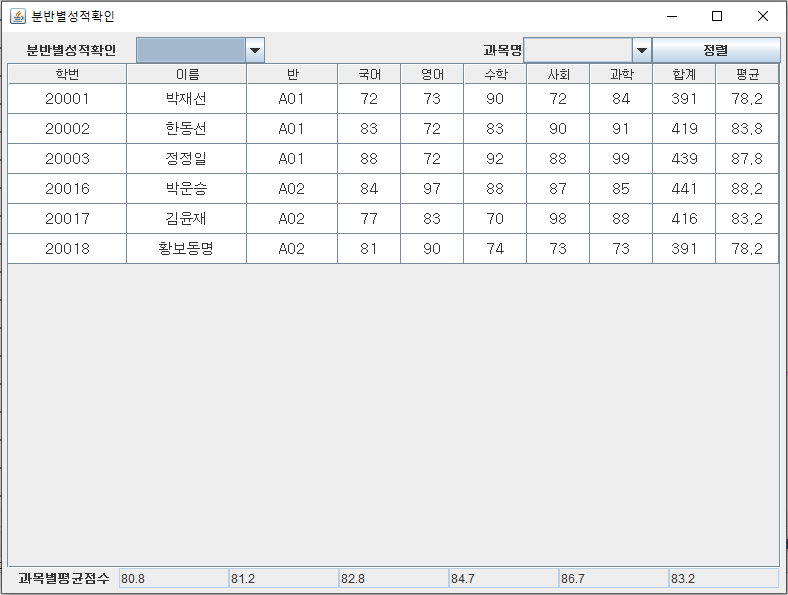 분반별성적확인
분반별성적확인 과목명 정렬
학번 이름 반 국어 영어 수학 사회 과학 합계 평균
20001 박재선 A01 72 73 90 72 84 391 78.2
20002 한동선 A01 83 72 83 90 91 419 83.8
20003 정정일 A01 88 72 92 88 99 439 87.8
20016 박운승 A02 84 97 88 87 85 441 88.2
20017 김윤재 A02 77 83 70 98 88 416 83.2
20018 황보동명 A02 81 90 74 73 73 391 78.2
과목별평균점수 80.8 81.2 82.8 84.7 86.7 83.2